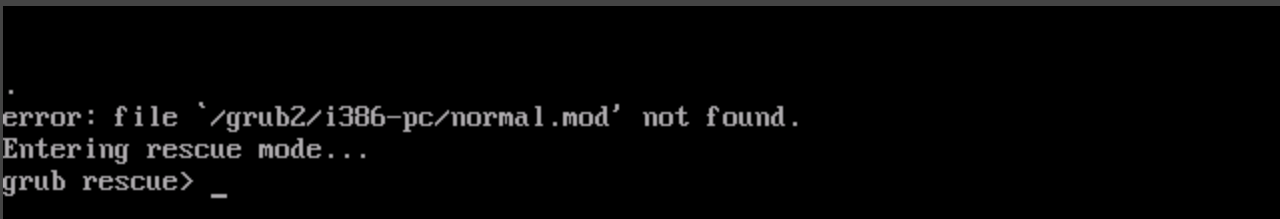 .
error: file `/grub2/i386-pc/normal.mod' not found.
Entering rescue mode...
grub rescue> _